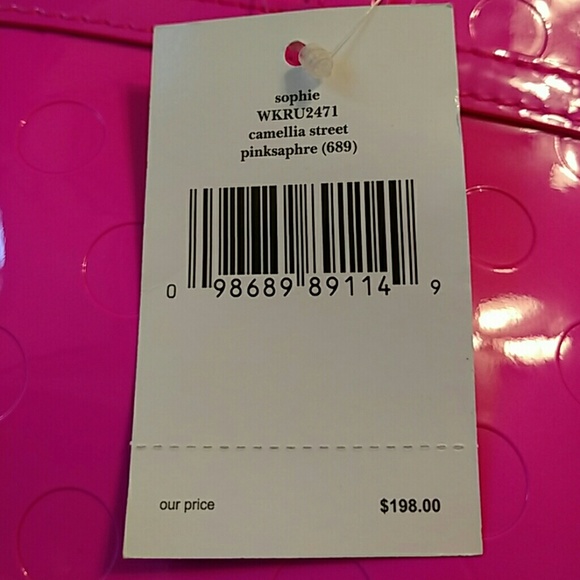 sophie
WKRU2471
camellia street
pinksaphre (689)
0 98689 89114 9
our price $198.00